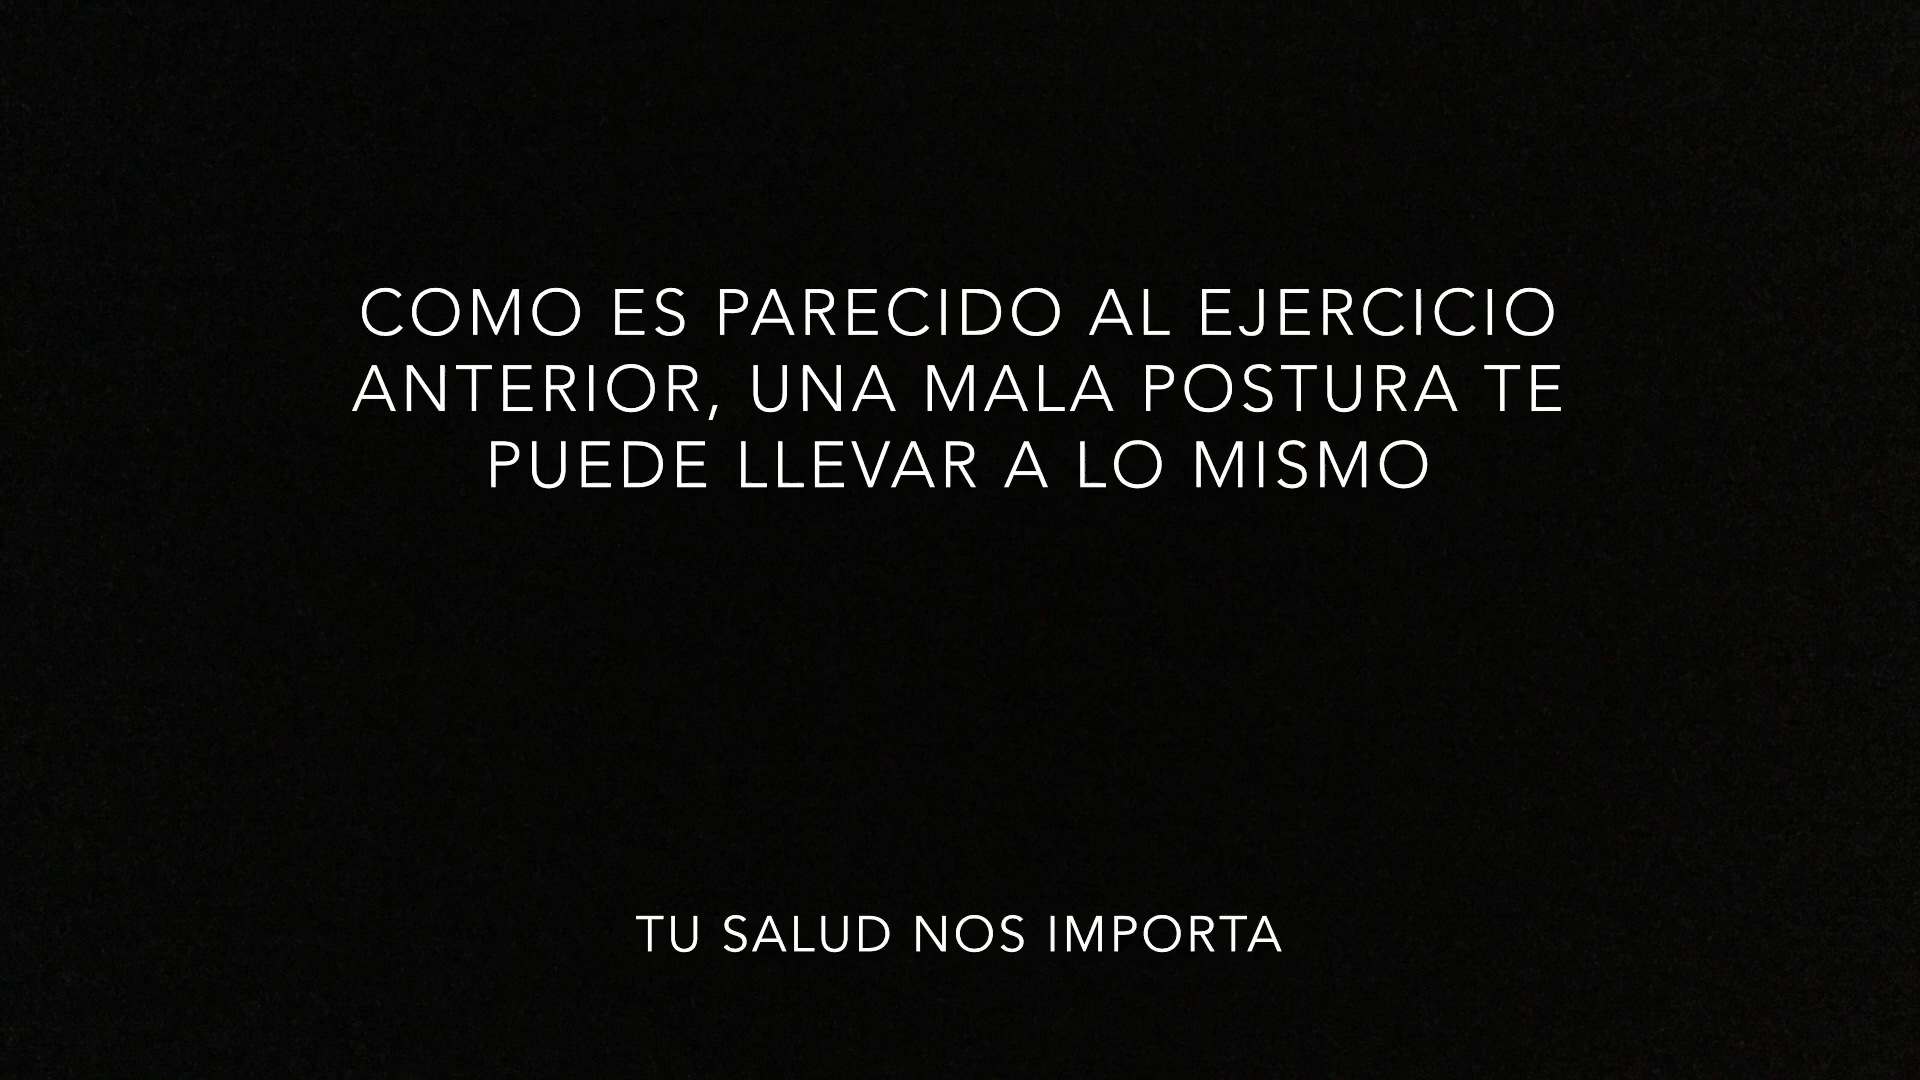 COMO ES PARECIDO AL EJERCICIO
ANTERIOR, UNA MALA POSTURA TE
PUEDE LLEVAR A LO MISMO
TU SALUD NOS IMPORTA